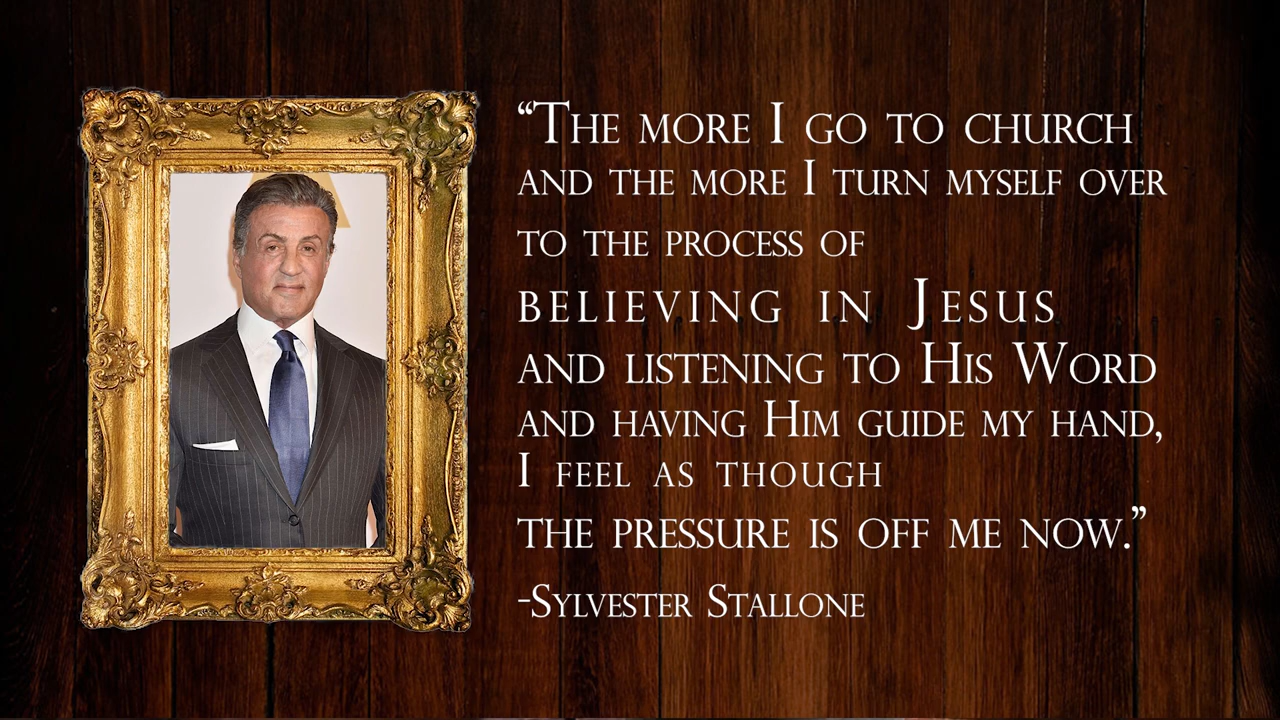 “The more I go to church
and the more I turn myself over
to the process of
believing in Jesus
and listening to His Word
and having Him guide my hand,
I feel as though
the pressure is off me now.”
-Sylvester Stallone